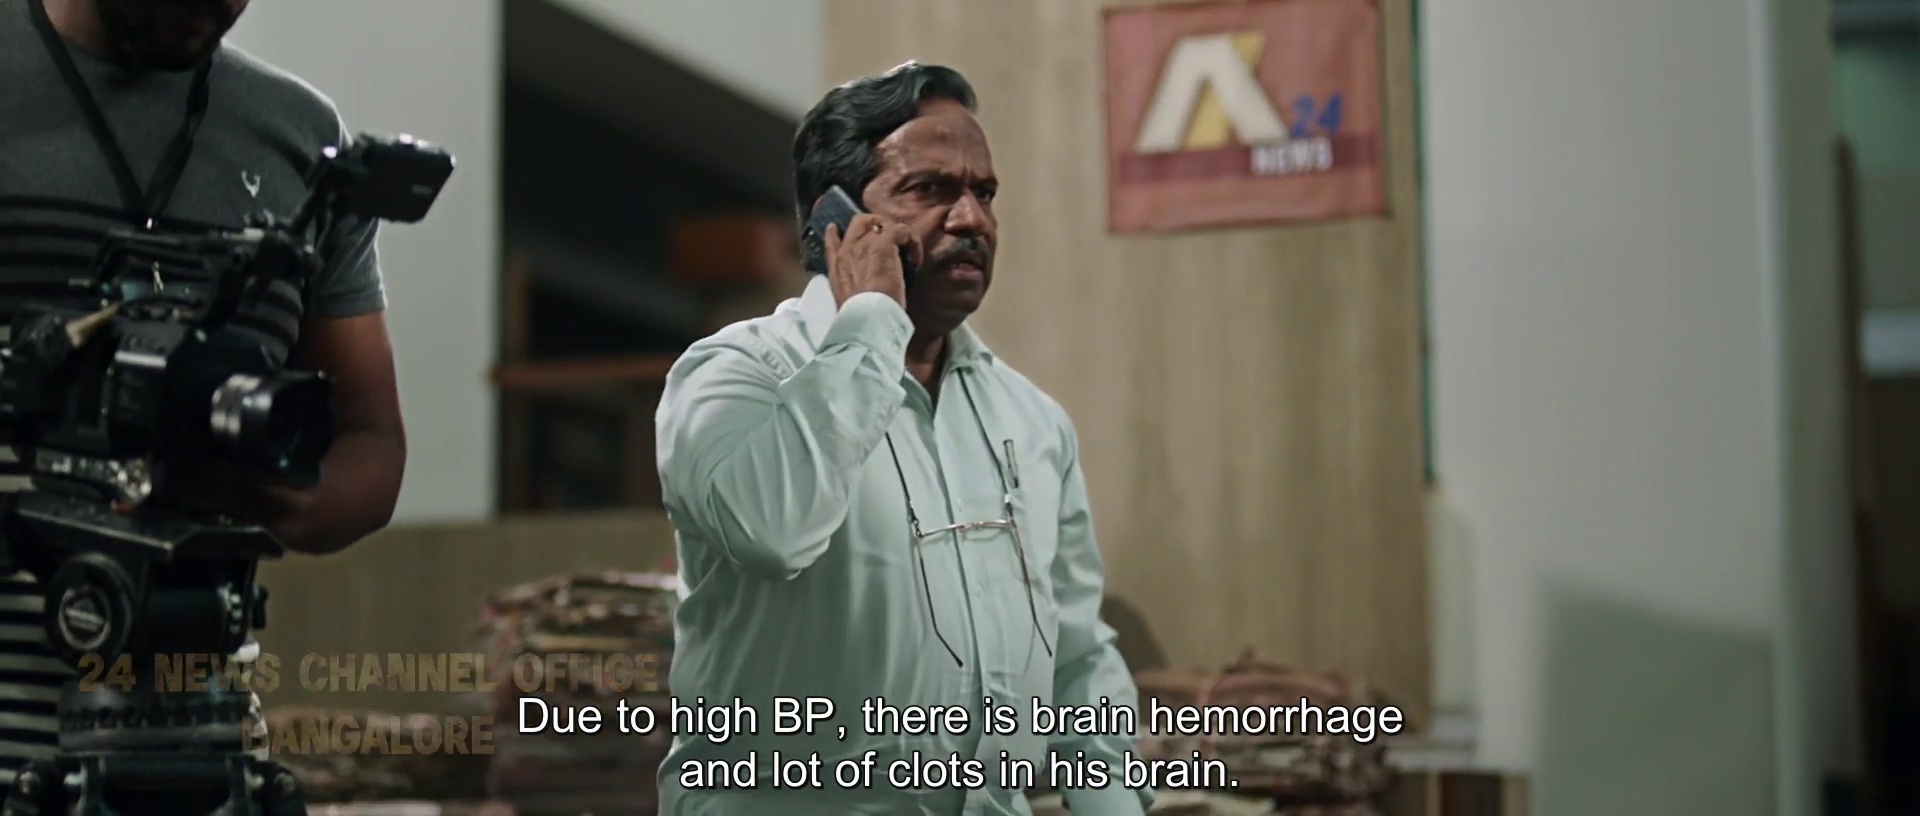 24
NEWS
24 NEWS CHANNEL OFFICE
BANGALORE
Due to high BP, there is brain hemorrhage
and lot of clots in his brain.